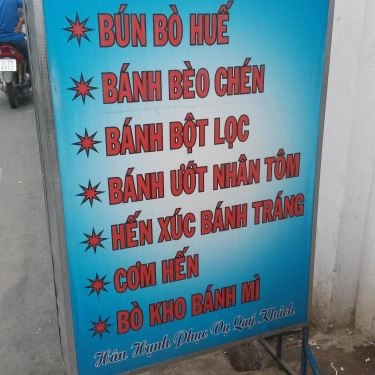 BÚN BÒ HUẾ
BÁNH BÈO CHÉN
BÁNH BỘT LỌC
BÁNH ƯỚT NHÂN TÔM
HẾN XÚC BÁNH TRÁNG
CƠM HẾN
BÒ KHO BÁNH MÌ
Hân Hạnh Phục Vụ Quý Khách